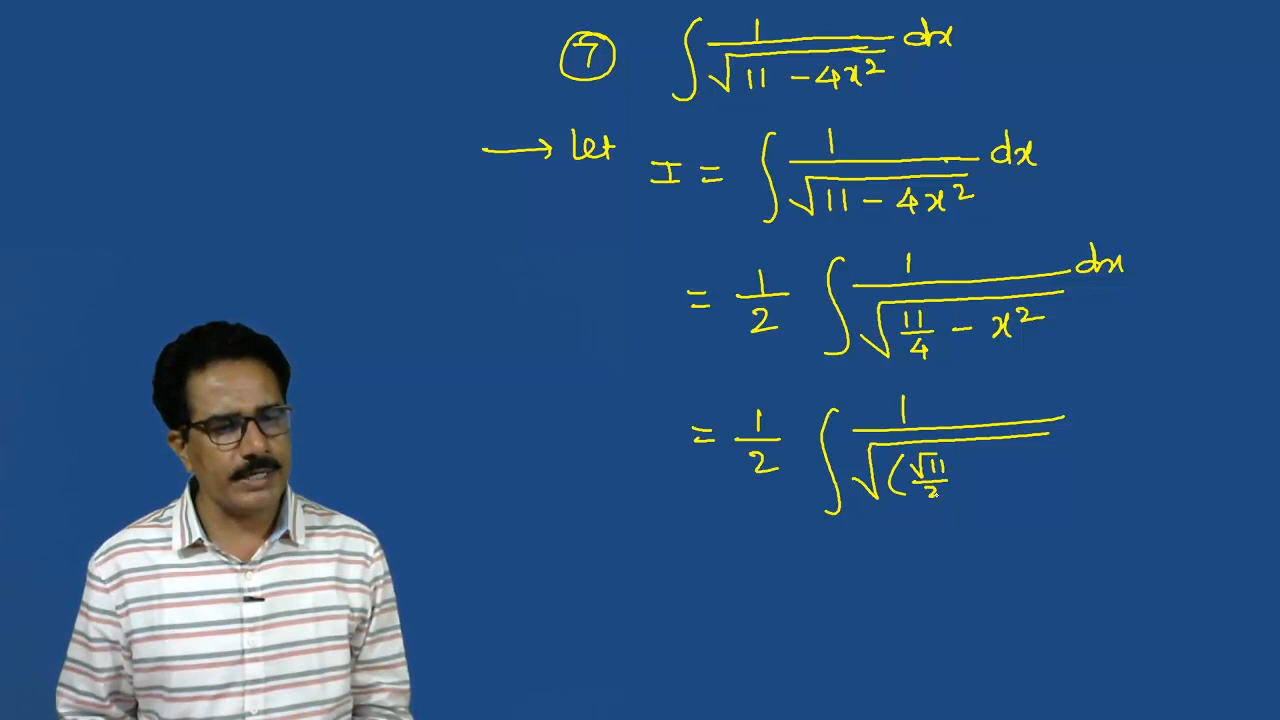 ⑦ ∫ 1/√(11 - 4x²) dx
→ Let I = ∫ 1/√(11 - 4x²) dx
= 1/2 ∫ 1/√(11/4 - x²) dx
= 1/2 ∫ 1/√((√11/2